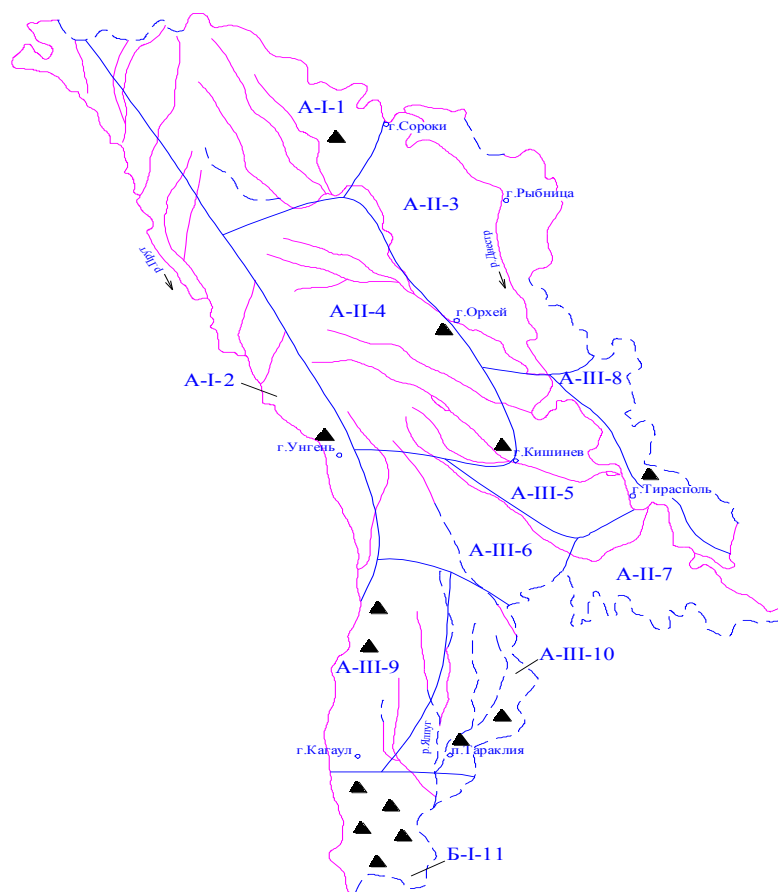 А-I-1
г.Сороки
А-II-3
г.Рыбница
р.Прут
р.Днестр
А-II-4
г.Орхей
А-I-2
А-III-8
г.Унгень
г.Кишинев
А-III-5
г.Тирасполь
А-III-6
А-II-7
А-III-9
А-III-10
г.Кагаул
р.Ялпуг
п.Тараклия
Б-I-11